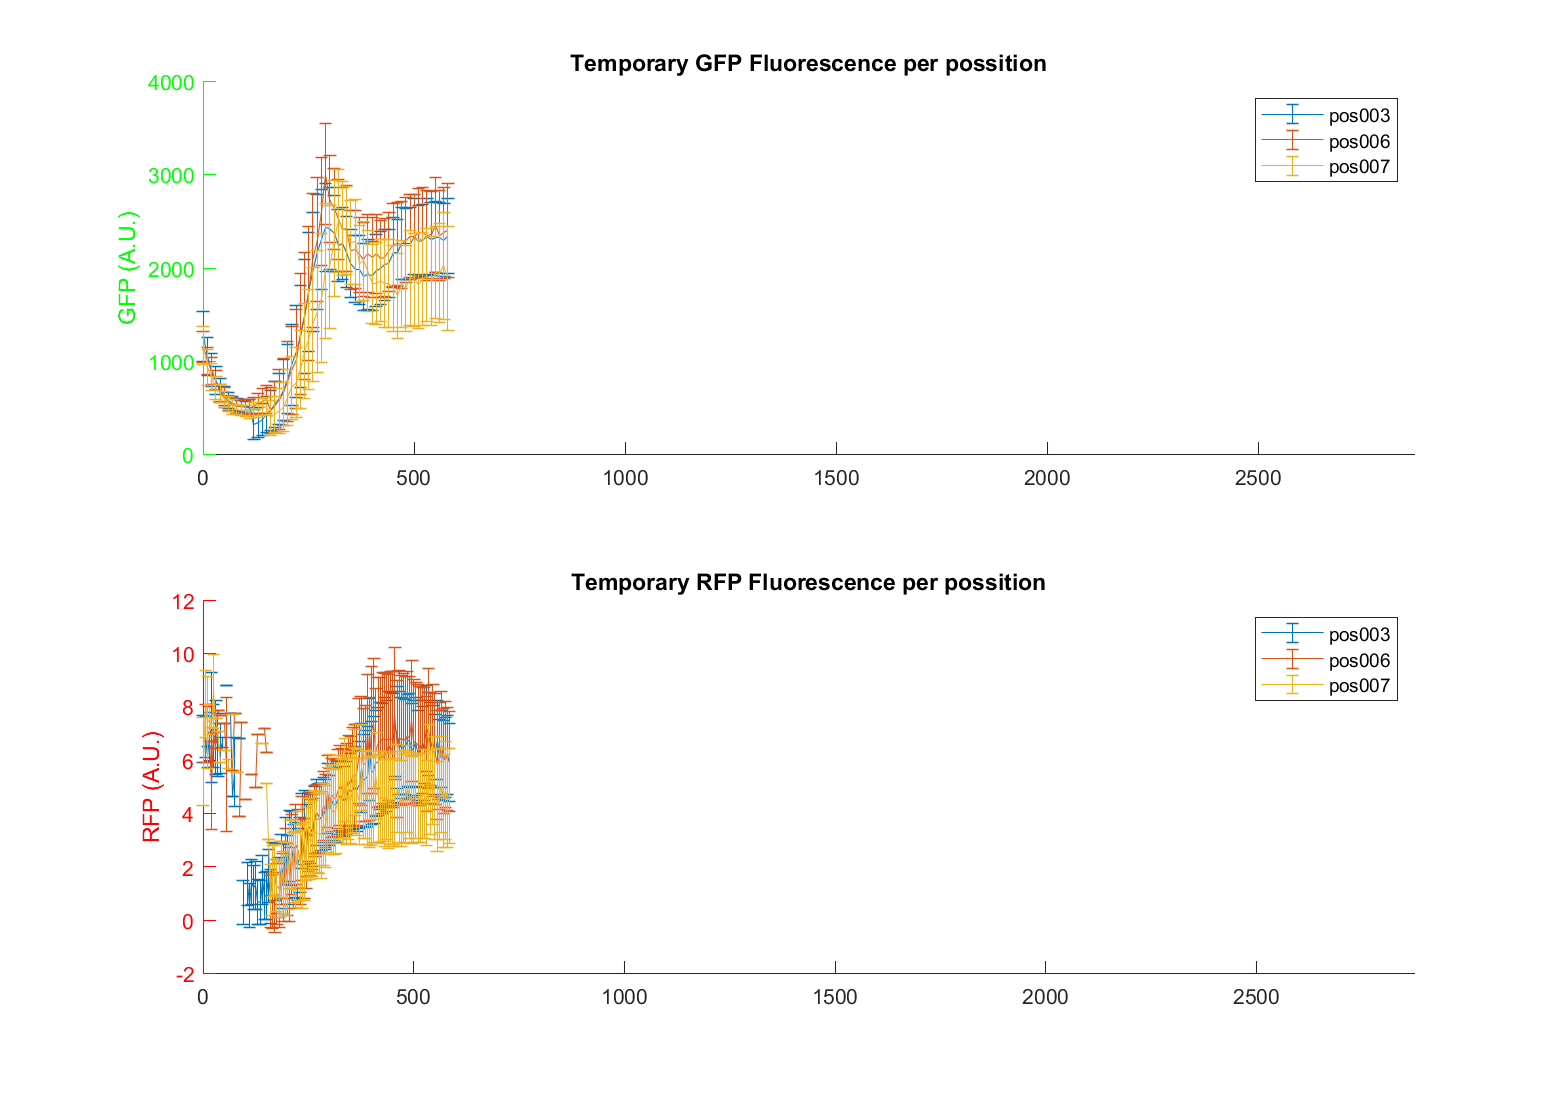 Temporary GFP Fluorescence per possition
GFP (A.U.)
4000
3000
2000
1000
0
0 500 1000 1500 2000 2500
pos003
pos006
pos007
Temporary RFP Fluorescence per possition
RFP (A.U.)
12
10
8
6
4
2
0
-2
0 500 1000 1500 2000 2500
pos003
pos006
pos007